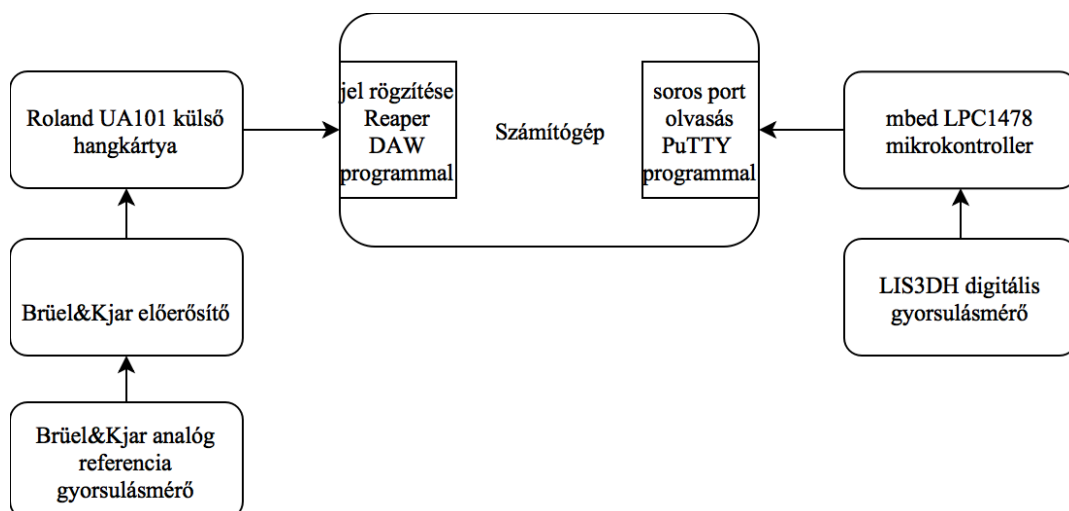 Roland UA101 külső
hangkártya
jel rögzítése
Reaper
DAW
programmal
Számítógép
soros port
olvasás
PuTTY
programmal
mbed LPC1478
mikrokontroller
Brüel&Kjar előerősítő
LIS3DH digitális
gyorsulásmérő
Brüel&Kjar analóg
referencia
gyorsulásmérő